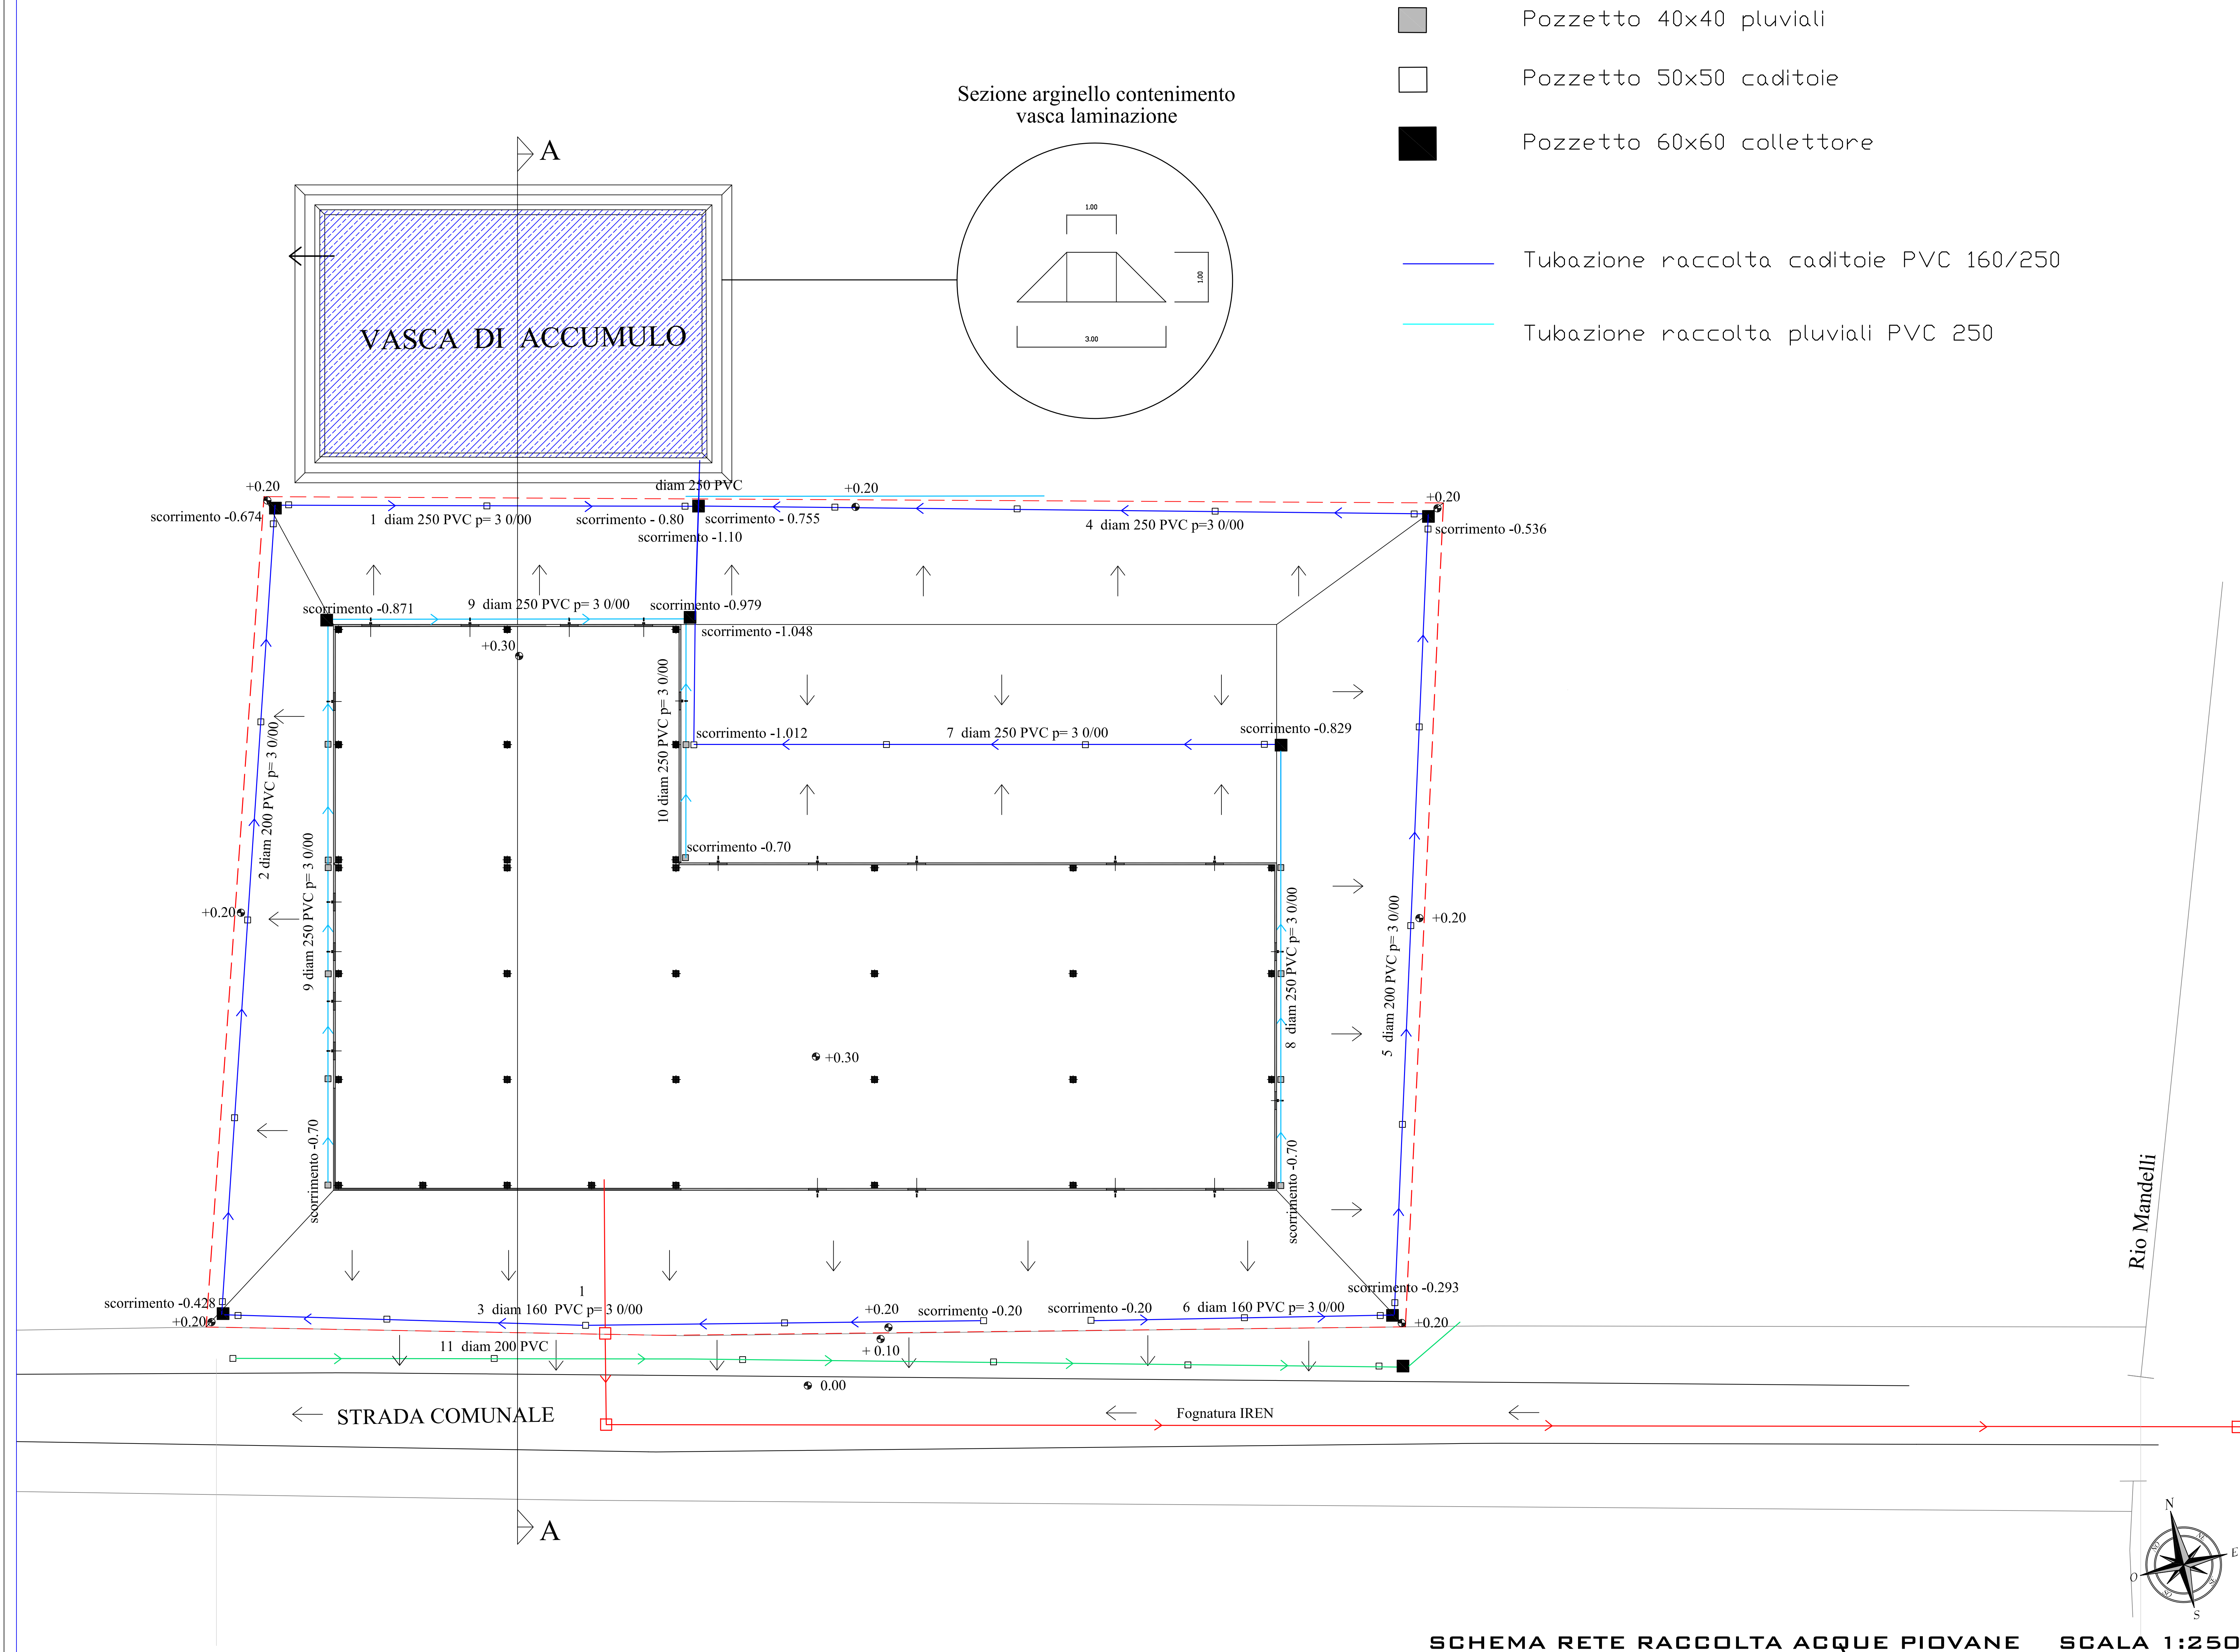 Pozzetto 40x40 pluviali
Pozzetto 50x50 caditoie
Pozzetto 60x60 collettore
Tubazione raccolta caditoie PVC 160/250
Tubazione raccolta pluviali PVC 250
Sezione arginello contenimento
vasca laminazione
1.00
1.00
3.00
A
VASCA DI ACCUMULO
+0.20
diam 250 PVC
+0.20
+0.20
scorrimento -0.674
1 diam 250 PVC p= 3 0/00
scorrimento - 0.80
scorrimento - 0.755
4 diam 250 PVC p=3 0/00
scorrimento -0.536
scorrimento -1.10
scorrimento -0.871
9 diam 250 PVC p= 3 0/00
scorrimento -0.979
scorrimento -1.048
+0.30
2 diam 200 PVC p= 3 0/00
10 diam 250 PVC p= 3 0/00
scorrimento -1.012
7 diam 250 PVC p= 3 0/00
scorrimento -0.829
scorrimento -0.70
9 diam 250 PVC p= 3 0/00
8 diam 250 PVC p= 3 0/00
5 diam 200 PVC p= 3 0/00
+0.20
+0.20
+0.30
scorrimento -0.70
scorrimento -0.70
Rio Mandelli
scorrimento -0.428
+0.20
1
3 diam 160 PVC p= 3 0/00
+0.20
scorrimento -0.20
scorrimento -0.20
6 diam 160 PVC p= 3 0/00
scorrimento -0.293
+0.20
11 diam 200 PVC
+ 0.10
0.00
STRADA COMUNALE
Fognatura IREN
A
N
NE
E
SE
S
SO
O
NO
SCHEMA RETE RACCOLTA ACQUE PIOVANE SCALA 1:250